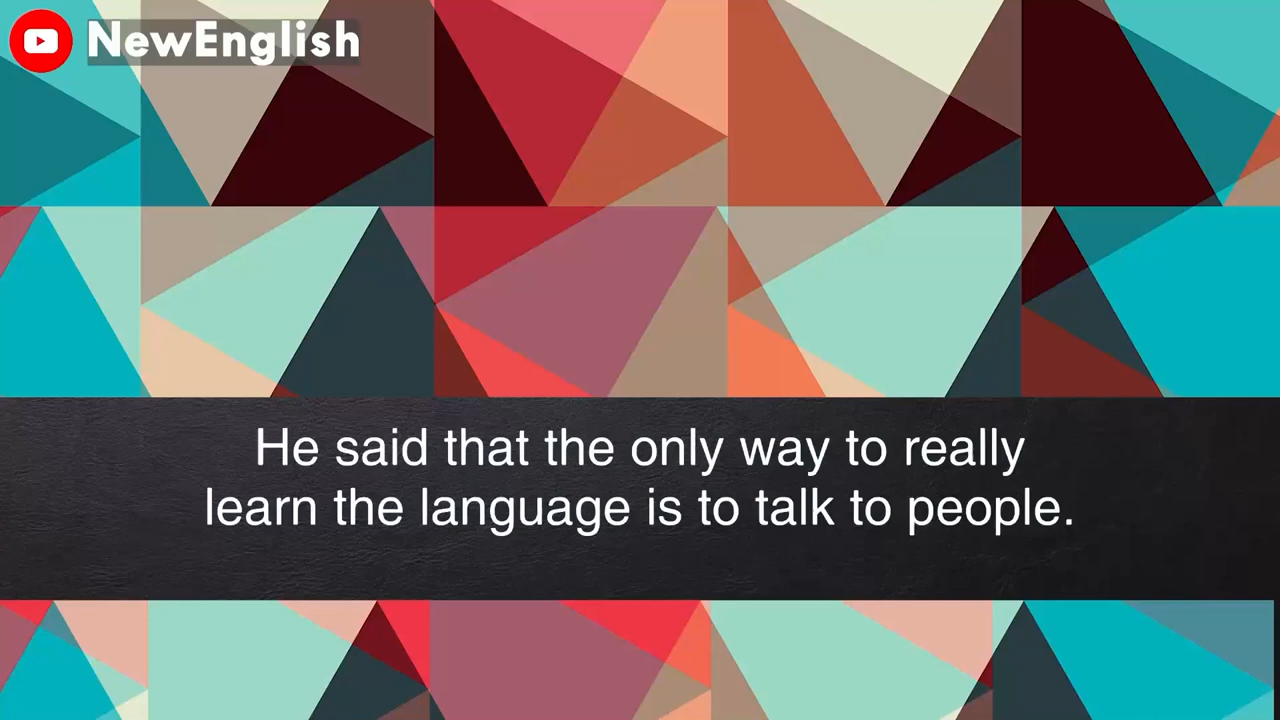 NewEnglish
He said that the only way to really
learn the language is to talk to people.